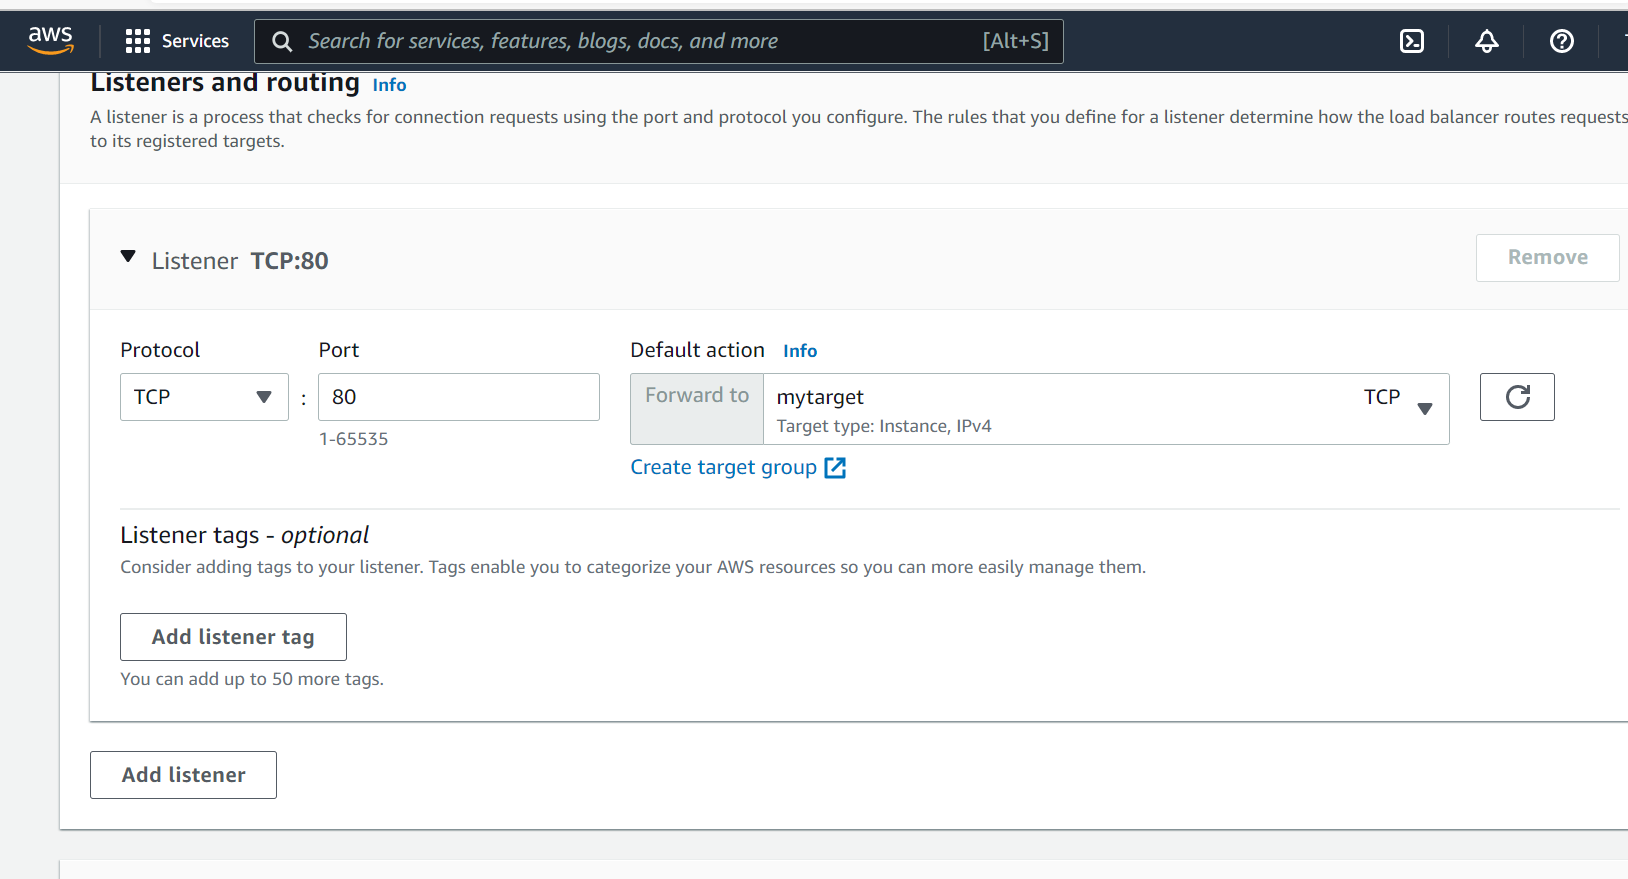 aws
Services
Search for services, features, blogs, docs, and more
[Alt+S]
Listeners and routing Info
A listener is a process that checks for connection requests using the port and protocol you configure. The rules that you define for a listener determine how the load balancer routes requests
to its registered targets.
Listener TCP:80
Remove
Protocol
Port
Default action Info
TCP
:
80
Forward to
mytarget
TCP
Target type: Instance, IPv4
1-65535
Create target group
Listener tags - optional
Consider adding tags to your listener. Tags enable you to categorize your AWS resources so you can more easily manage them.
Add listener tag
You can add up to 50 more tags.
Add listener